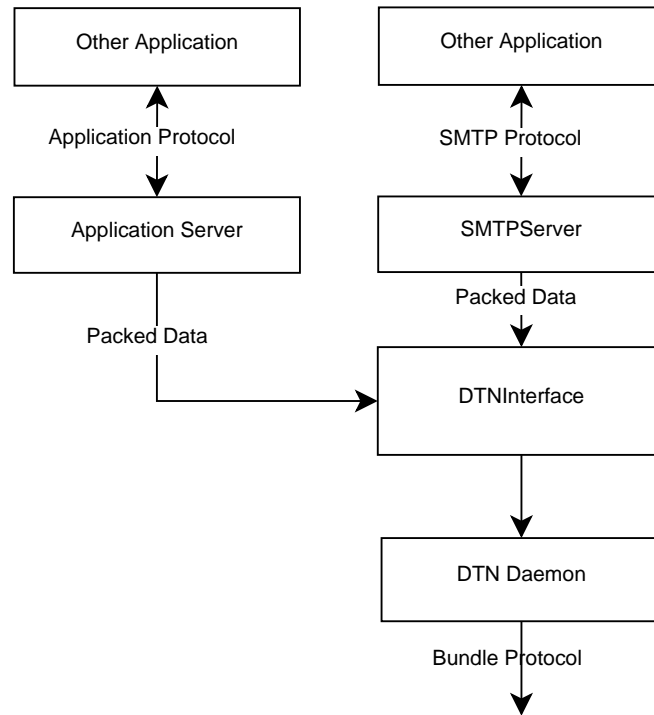 Other Application
Other Application
Application Protocol
SMTP Protocol
Application Server
SMTPServer
Packed Data
Packed Data
DTNInterface
DTN Daemon
Bundle Protocol